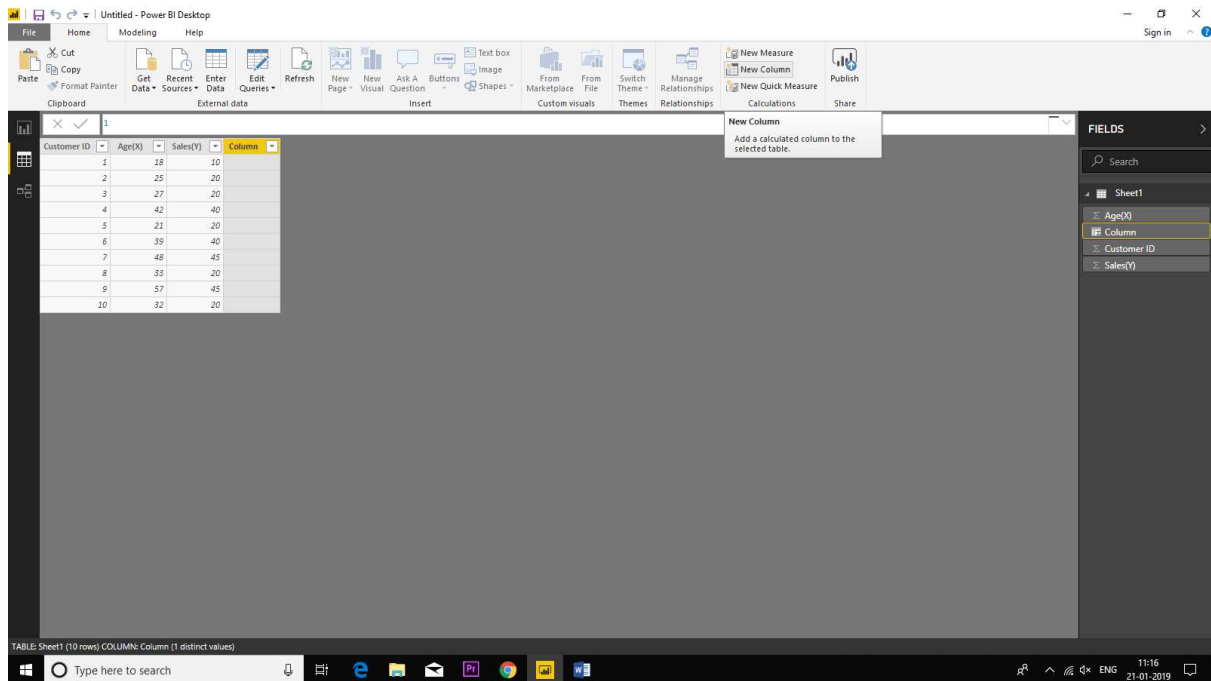 Untitled - Power BI Desktop
File Home Modeling Help Sign in
Paste
Cut
Copy
Format Painter
Clipboard
Get Data
Recent Sources
Enter Data
Edit Queries
External data
Refresh
New Page
New Visual
Ask A Question
Buttons
Text box
Image
Shapes
Insert
From Marketplace
From File
Custom visuals
Switch Theme
Themes
Manage Relationships
Relationships
New Measure
New Column
New Quick Measure
Calculations
Publish
Share
1
New Column
Add a calculated column to the
selected table.
Customer ID Age(X) Sales(Y) Column
1 18 10
2 25 20
3 27 20
4 42 40
5 21 20
6 39 40
7 48 45
8 33 20
9 57 45
10 32 20
FIELDS
Search
Sheet1
Age(X)
Column
Customer ID
Sales(Y)
TABLE: Sheet1 (10 rows) COLUMN: Column (1 distinct values)
Type here to search
Pr
ENG
11:16
21-01-2019